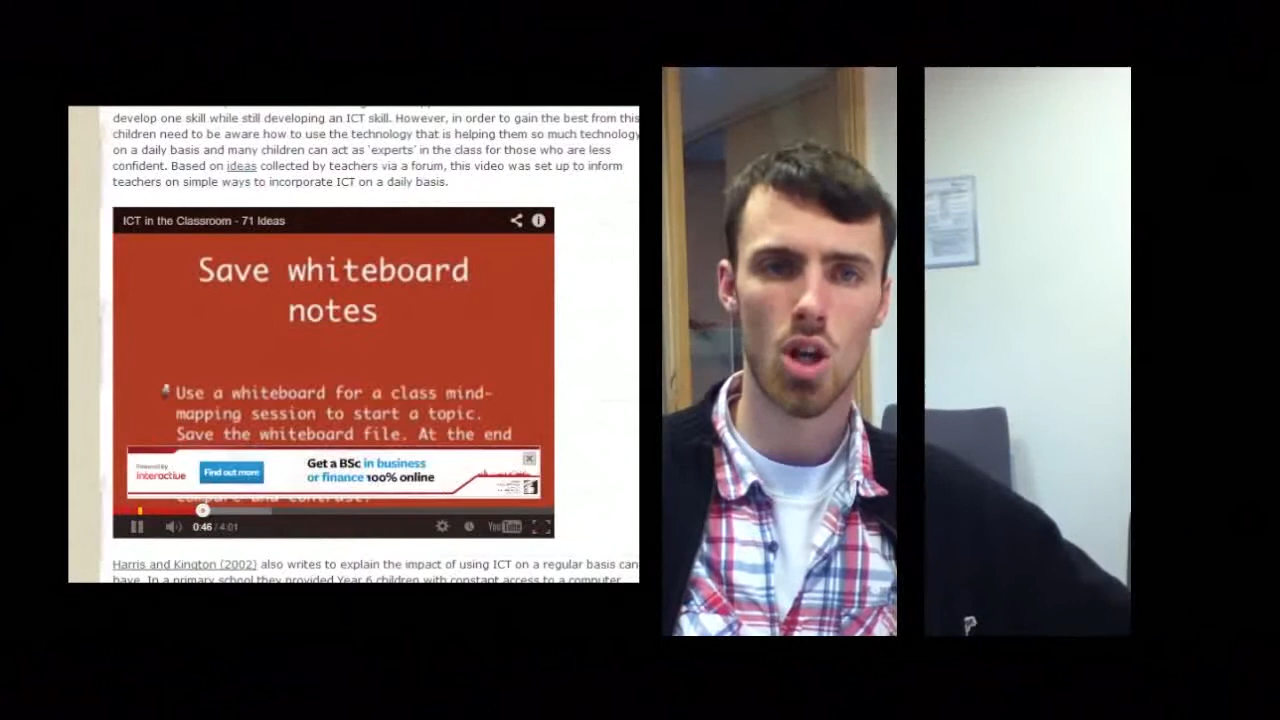 develop one skill while still developing an ICT skill. However, in order to gain the best from this
children need to be aware how to use the technology that is helping them so much technology
on a daily basis and many children can act as 'experts' in the class for those who are less
confident. Based on ideas collected by teachers via a forum, this video was set up to inform
teachers on simple ways to incorporate ICT on a daily basis.
ICT in the Classroom - 71 Ideas
Save whiteboard
notes
Use a whiteboard for a class mind-
mapping session to start a topic.
Save the whiteboard file. At the end
Powered by
interactive
Find out more
Get a BSc in business
or finance 100% online
compare and contrast.
0:46 / 4:01
YouTube
Harris and Kington (2002) also writes to explain the impact of using ICT on a regular basis can
have. In a primary school they provided Year 6 children with constant access to a computer